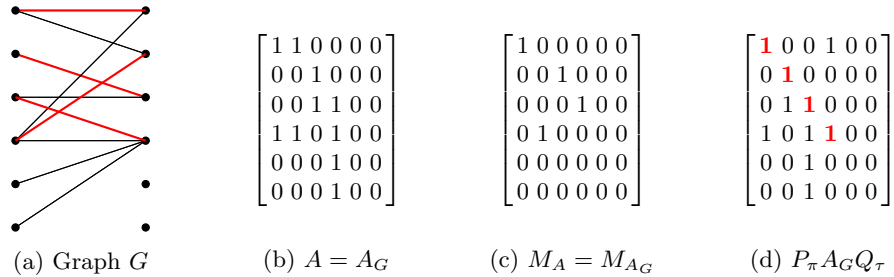 1 1 0 0 0 0
0 0 1 0 0 0
0 0 1 1 0 0
1 1 0 1 0 0
0 0 0 1 0 0
0 0 0 1 0 0
1 0 0 0 0 0
0 0 1 0 0 0
0 0 0 1 0 0
0 1 0 0 0 0
0 0 0 0 0 0
0 0 0 0 0 0
1 0 0 1 0 0
0 1 0 0 0 0
0 1 1 0 0 0
1 0 1 1 0 0
0 0 1 0 0 0
0 0 1 0 0 0
(a) Graph G
(b) A = A_G
(c) M_A = M_{A_G}
(d) P_π A_G Q_τ